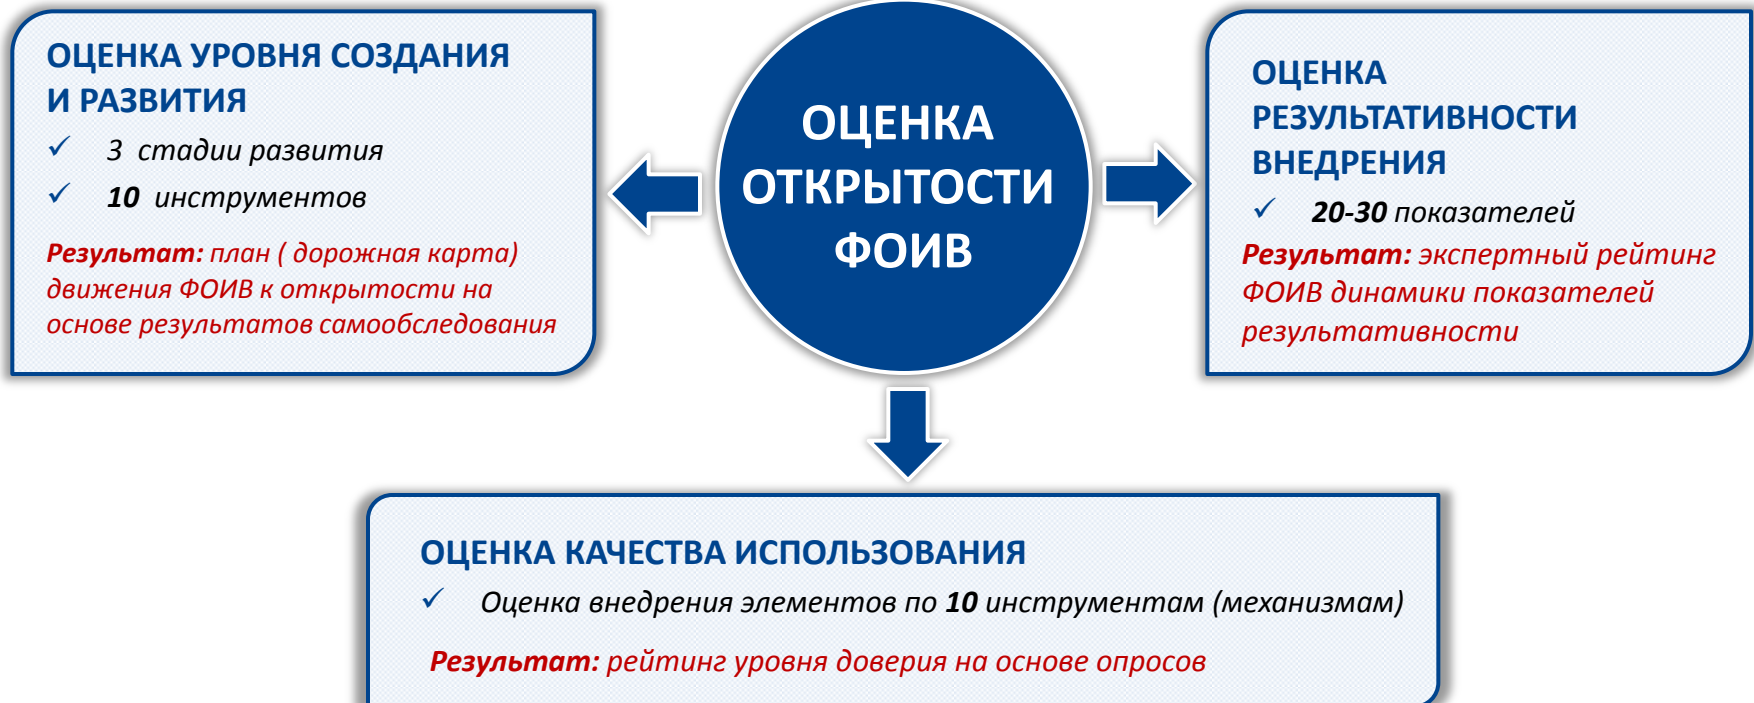 ОЦЕНКА УРОВНЯ СОЗДАНИЯ
И РАЗВИТИЯ
✓ 3 стадии развития
✓ 10 инструментов
Результат: план ( дорожная карта)
движения ФОИВ к открытости на
основе результатов самообследования
ОЦЕНКА
ОТКРЫТОСТИ
ФОИВ
ОЦЕНКА
РЕЗУЛЬТАТИВНОСТИ
ВНЕДРЕНИЯ
✓ 20-30 показателей
Результат: экспертный рейтинг
ФОИВ динамики показателей
результативности
ОЦЕНКА КАЧЕСТВА ИСПОЛЬЗОВАНИЯ
✓ Оценка внедрения элементов по 10 инструментам (механизмам)
Результат: рейтинг уровня доверия на основе опросов